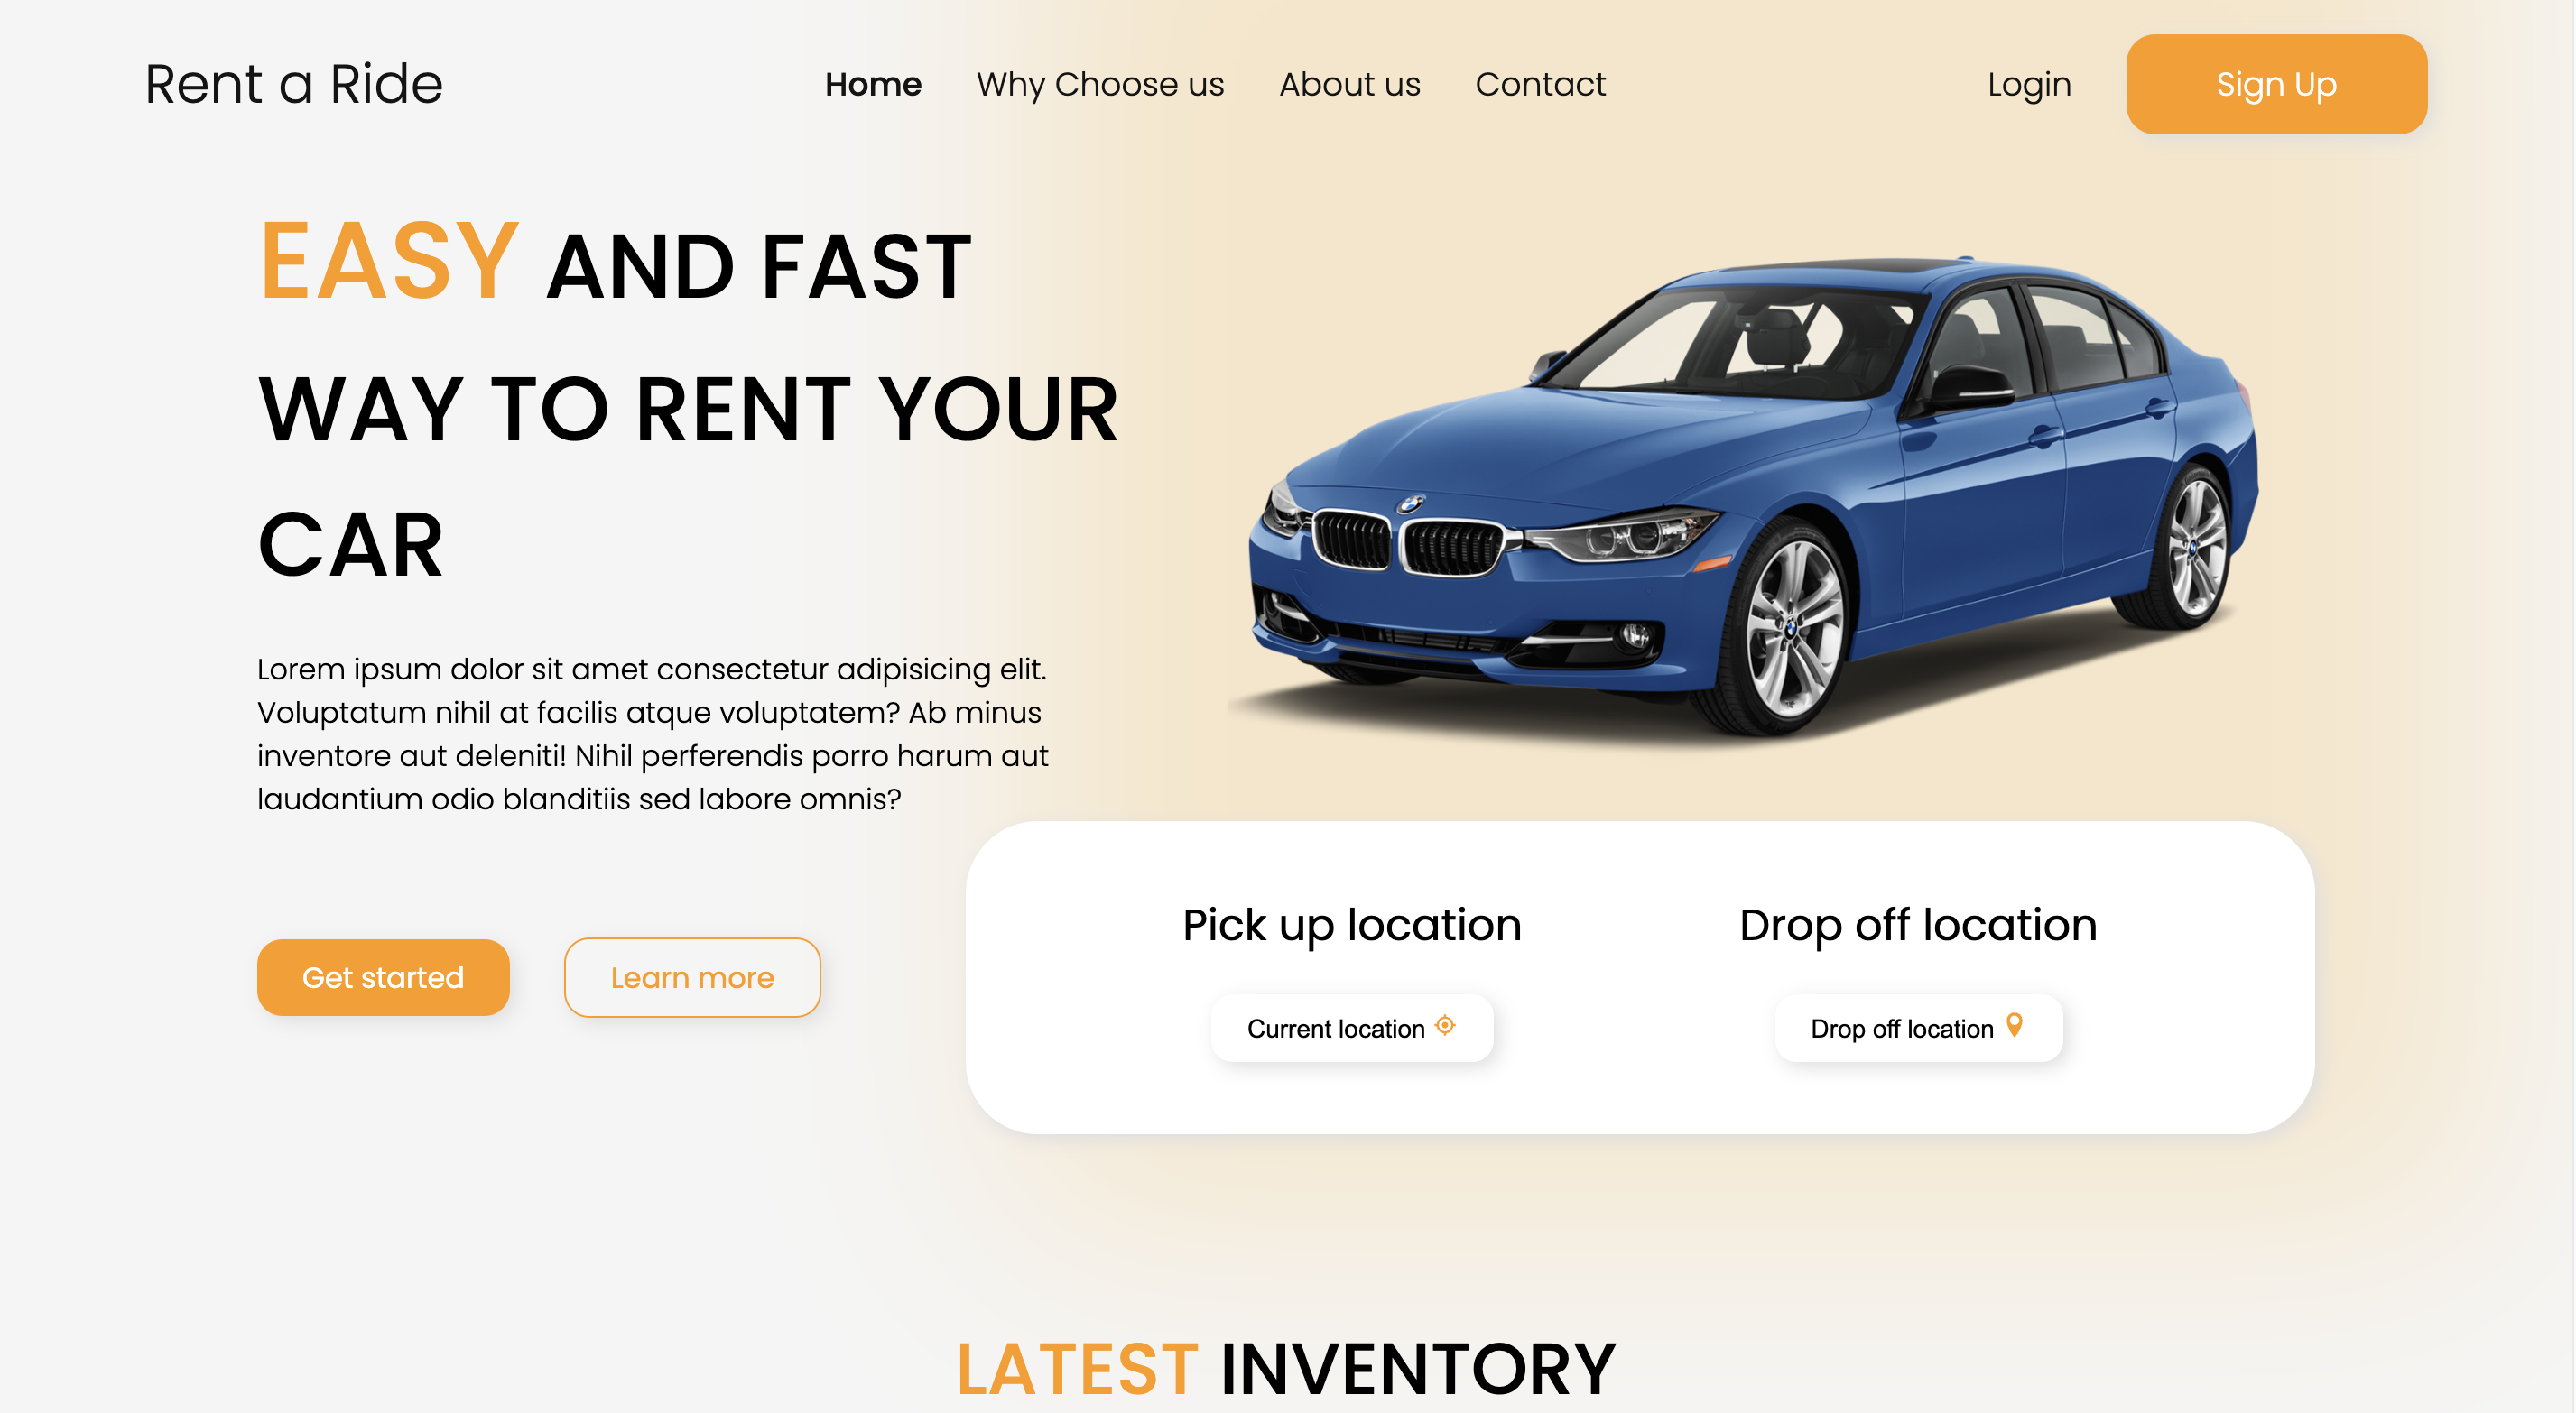 Rent a Ride
Home Why Choose us About us Contact
Login Sign Up
EASY AND FAST
WAY TO RENT YOUR
CAR
Lorem ipsum dolor sit amet consectetur adipisicing elit.
Voluptatum nihil at facilis atque voluptatem? Ab minus
inventore aut deleniti! Nihil perferendis porro harum aut
laudantium odio blanditiis sed labore omnis?
Get started Learn more
Pick up location
Current location
Drop off location
Drop off location
LATEST INVENTORY